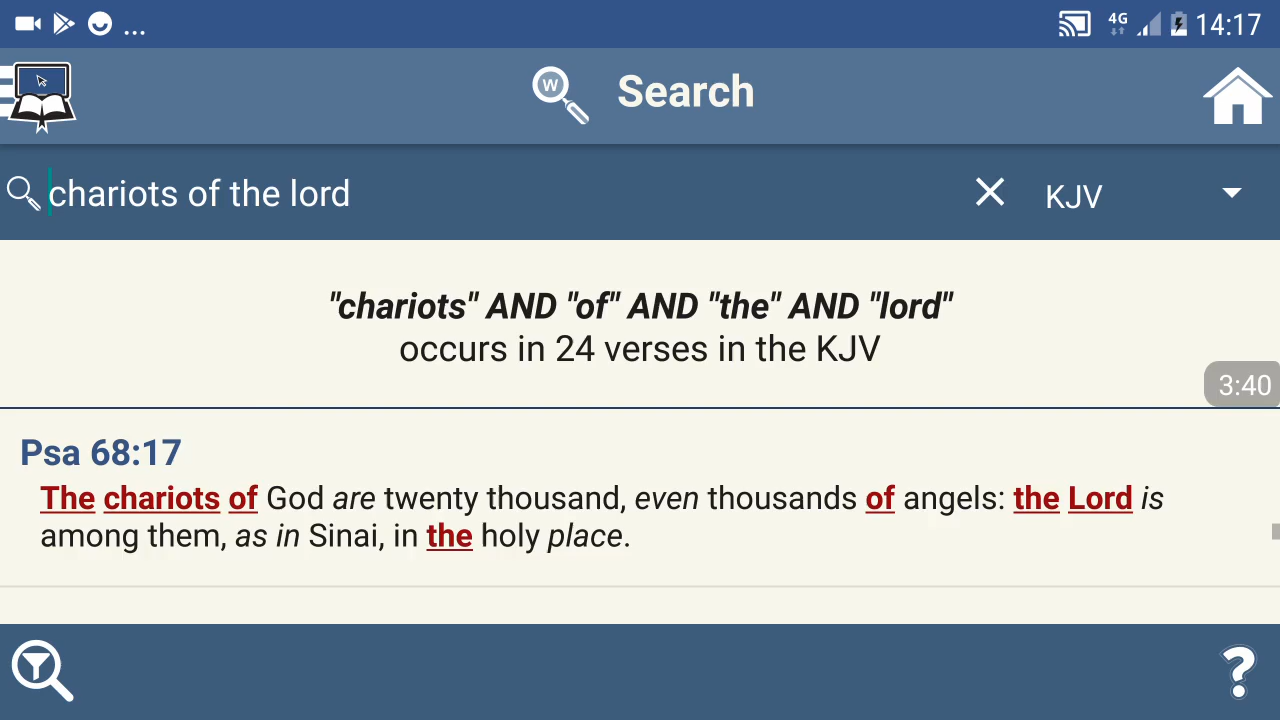 ... 4G 14:17
W Search
chariots of the lord KJV
"chariots" AND "of" AND "the" AND "lord"
occurs in 24 verses in the KJV
3:40
Psa 68:17
The chariots of God are twenty thousand, even thousands of angels: the Lord is
among them, as in Sinai, in the holy place.
?